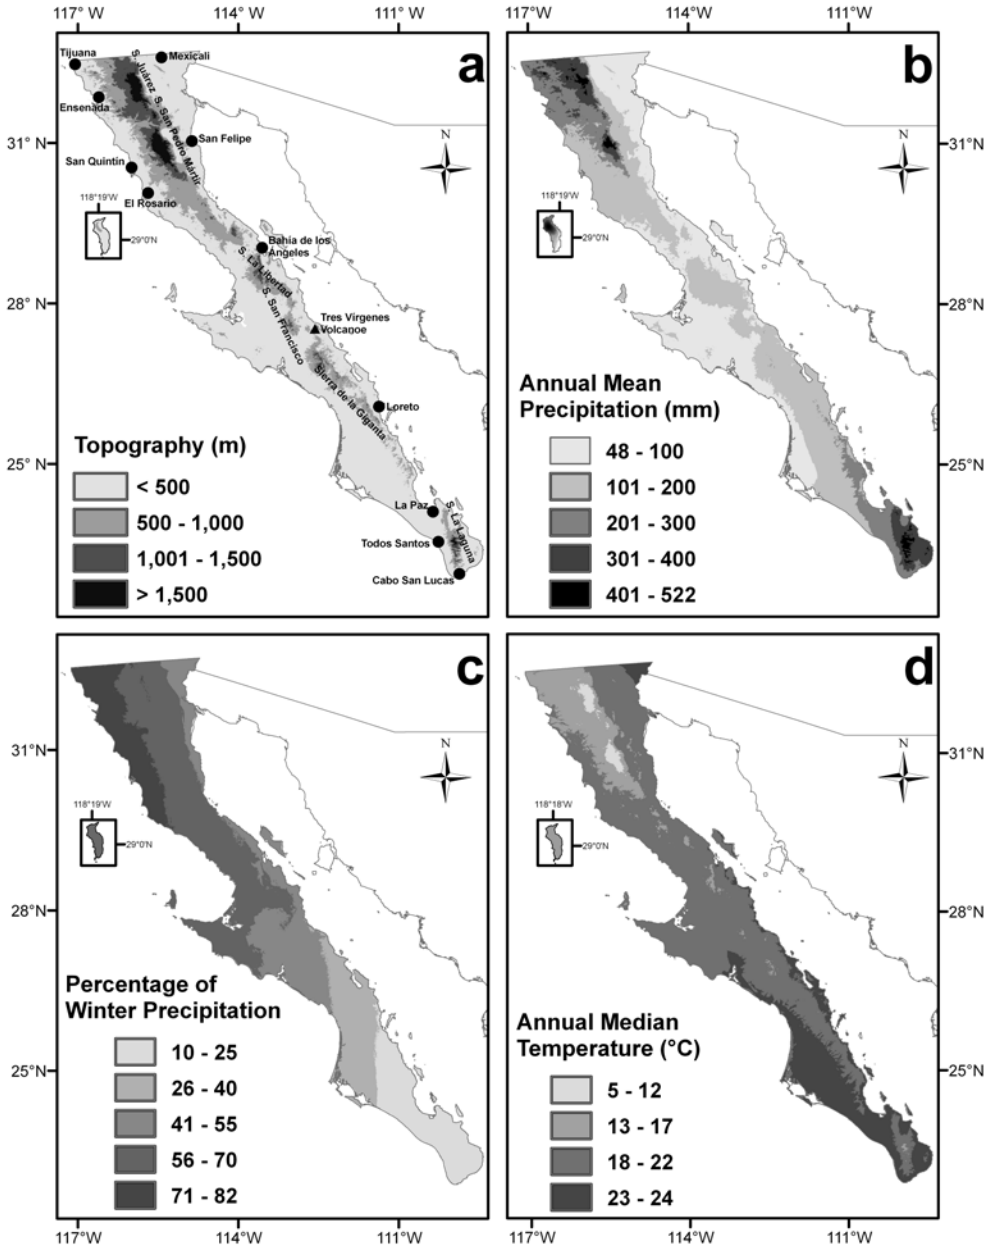 117°W
114°W
111°W
a
Tijuana
Mexicali
S. Juárez
Ensenada
S. San Pedro Mártir
San Felipe
N
31° N
San Quintín
El Rosario
118°19'W
29°0'N
Bahía de los
Ángeles
S. La Libertad
28° N
S. San Francisco
Tres Vírgenes
Volcanoe
Sierra de la Giganta
Loreto
Topography (m)
25° N
< 500
500 - 1,000
1,001 - 1,500
> 1,500
La Paz
S. La Laguna
Todos Santos
Cabo San Lucas
117°W
114°W
111°W
b
N
31°N
118°19'W
29°0'N
28°N
Annual Mean
Precipitation (mm)
25°N
48 - 100
101 - 200
201 - 300
301 - 400
401 - 522
c
N
31°N
118°19'W
29°0'N
28°N
Percentage of
Winter Precipitation
25°N
10 - 25
26 - 40
41 - 55
56 - 70
71 - 82
117°W
114°W
111°W
d
N
31°N
118°18'W
29°0'N
28°N
Annual Median
Temperature (°C)
25°N
5 - 12
13 - 17
18 - 22
23 - 24
117°W
114°W
111°W